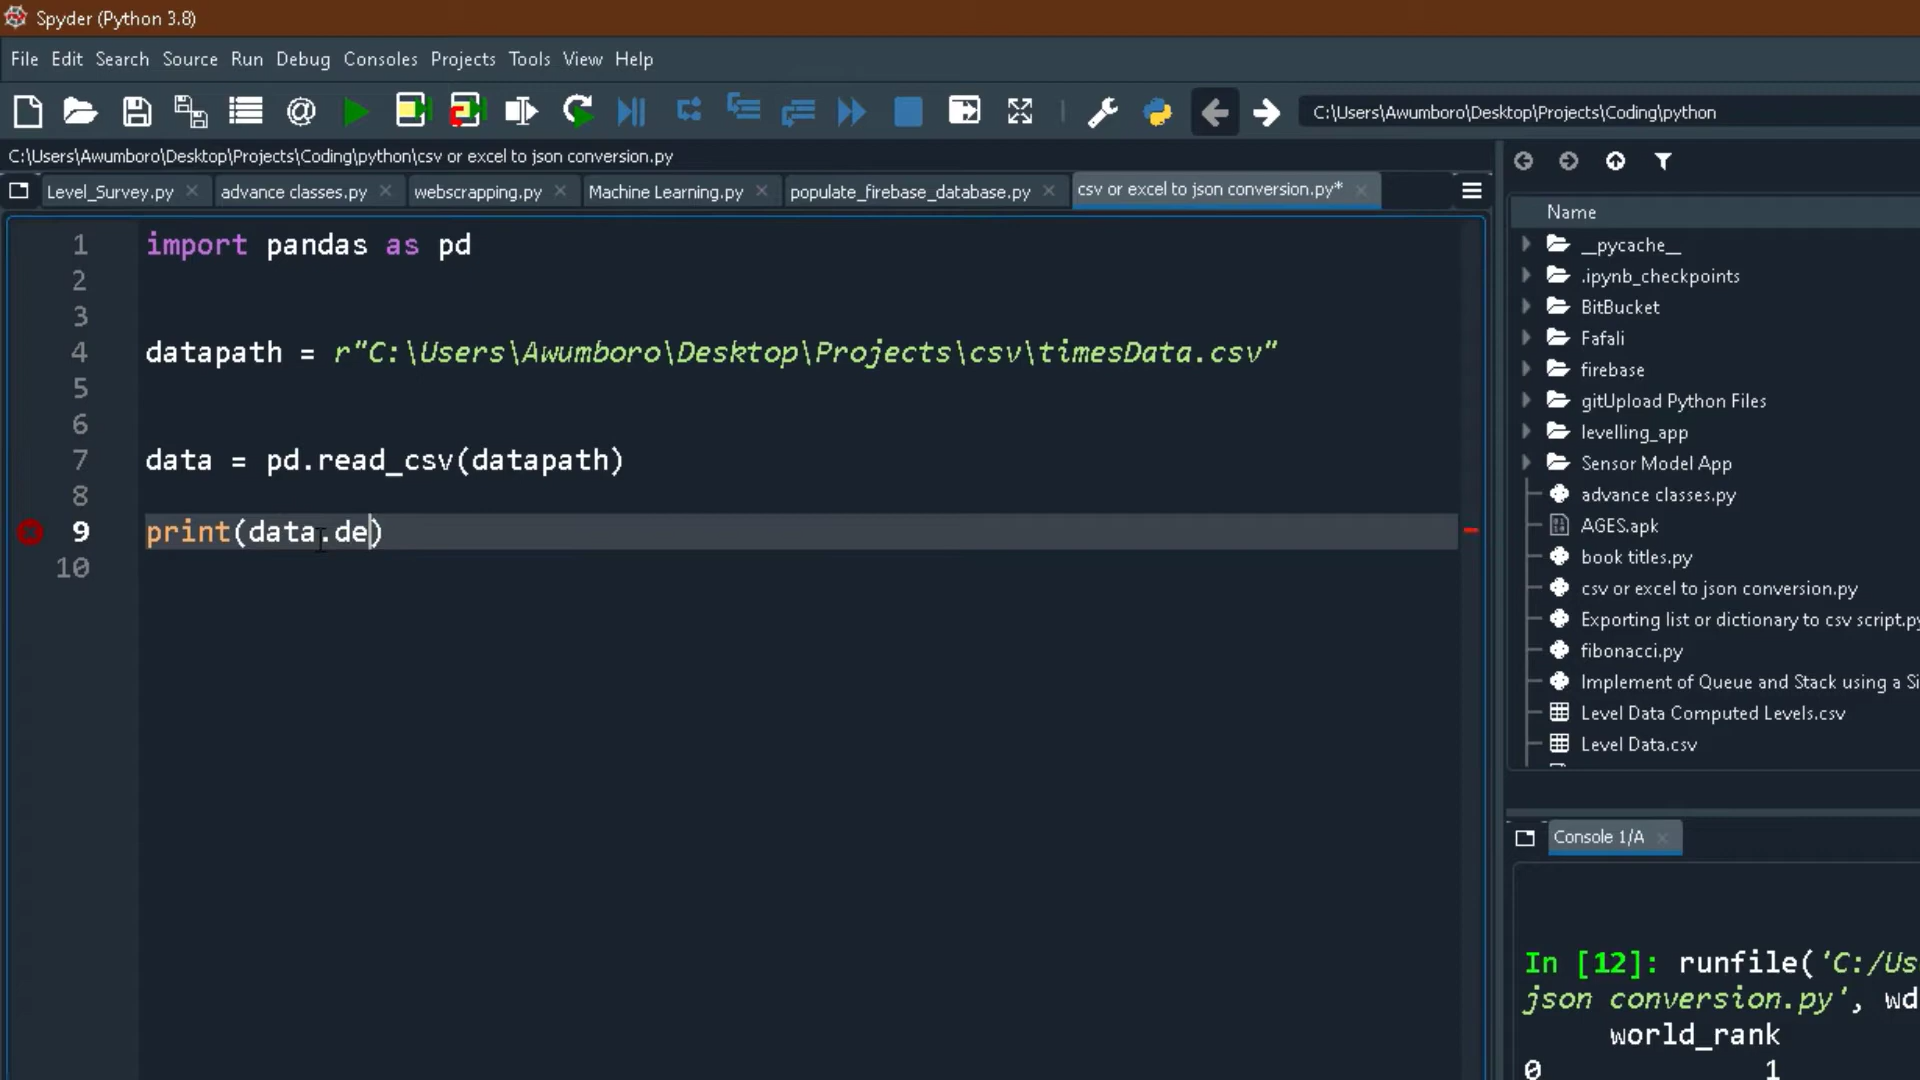 Spyder (Python 3.8)
File Edit Search Source Run Debug Consoles Projects Tools View Help
C:\Users\Awumboro\Desktop\Projects\Coding\python
C:\Users\Awumboro\Desktop\Projects\Coding\python\csv or excel to json conversion.py
Level_Survey.py advance classes.py webscrapping.py Machine Learning.py populate_firebase_database.py csv or excel to json conversion.py*
1 import pandas as pd
2
3
4 datapath = r"C:\Users\Awumboro\Desktop\Projects\csv\timesData.csv"
5
6
7 data = pd.read_csv(datapath)
8
9 print(data.de)
10
Name
__pycache__
.ipynb_checkpoints
BitBucket
Fafali
firebase
gitUpload Python Files
levelling_app
Sensor Model App
advance classes.py
AGES.apk
book titles.py
csv or excel to json conversion.py
Exporting list or dictionary to csv script.py
fibonacci.py
Implement of Queue and Stack using a Si
Level Data Computed Levels.csv
Level Data.csv
Console 1/A
In [12]: runfile('C:/Us
json conversion.py', wd
world_rank
0 1